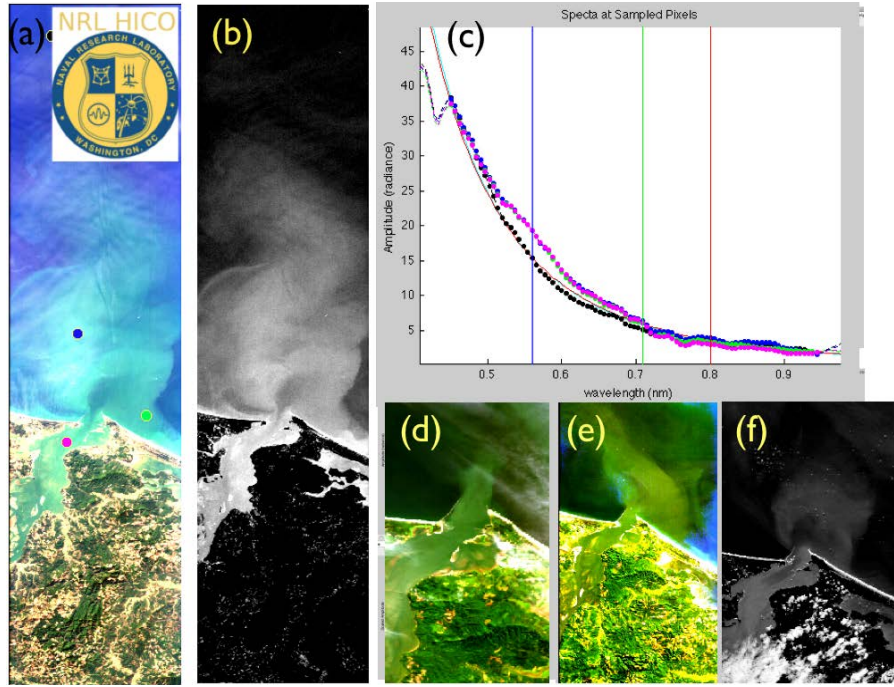 (a)
NRL HICO
NAVAL RESEARCH LABORATORY
WASHINGTON, DC
(b)
(c)
Specta at Sampled Pixels
Amplitude (radiance)
45
40
35
30
25
20
15
10
5
0.5 0.6 0.7 0.8 0.9
wavelength (nm)
(d)
(e)
(f)